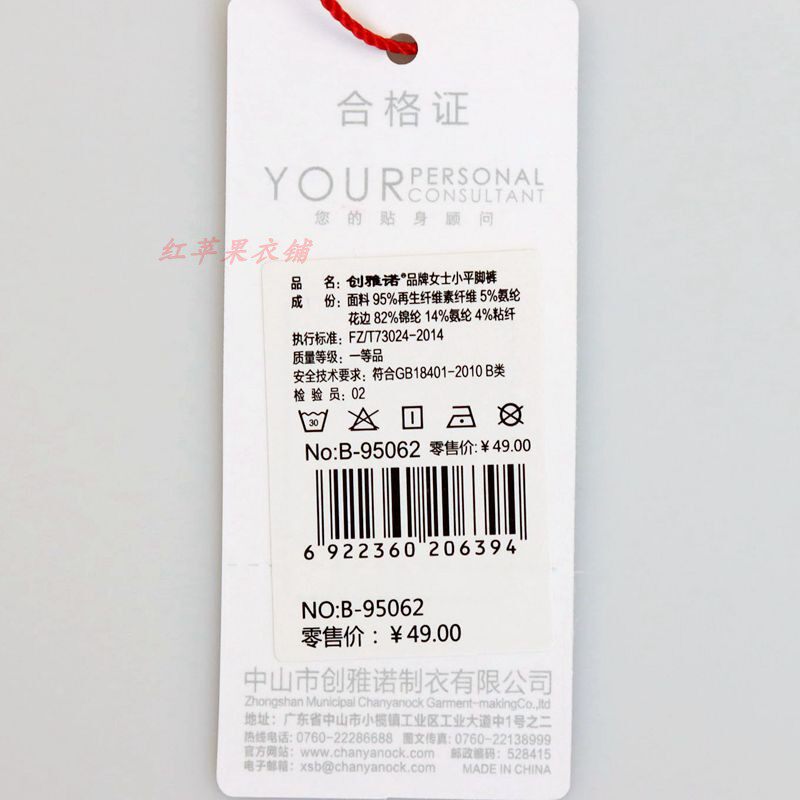 合格证
YOUR PERSONAL CONSULTANT
您的贴身顾问
红苹果衣铺
品 名：创雅诺®品牌女士小平脚裤
成 份：面料 95%再生纤维素纤维 5%氨纶
花边 82%锦纶 14%氨纶 4%粘纤
执行标准：FZ/T73024-2014
质量等级：一等品
安全技术要求：符合GB18401-2010 B类
检 验 员：02
30
No:B-95062 零售价:￥49.00
6 922360 206394
NO:B-95062
零售价：￥49.00
中山市创雅诺制衣有限公司
Zhongshan Municipal Chanyanock Garment-makingCo.,ltd
地址：广东省中山市小榄镇工业区工业大道中1号之二
热线电话:0760-22286688 图文传真:0760-22138999
官方网站：www.chanyanock.com 邮政编码：528415
电子邮箱：xsb@chanyanock.com MADE IN CHINA